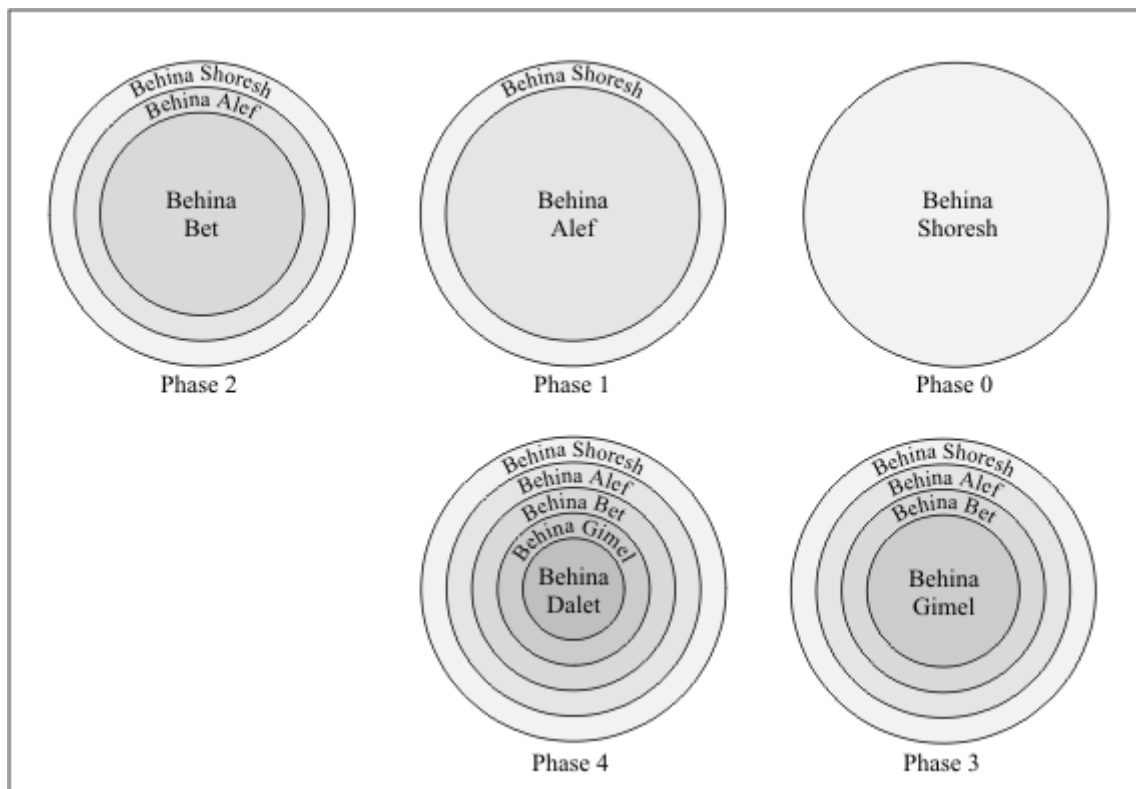 Behina Shoresh
Behina Alef
Behina
Bet
Phase 2
Behina Shoresh
Behina
Alef
Phase 1
Behina
Shoresh
Phase 0
Behina Shoresh
Behina Alef
Behina Bet
Behina Gimel
Behina
Dalet
Phase 4
Behina Shoresh
Behina Alef
Behina Bet
Behina
Gimel
Phase 3